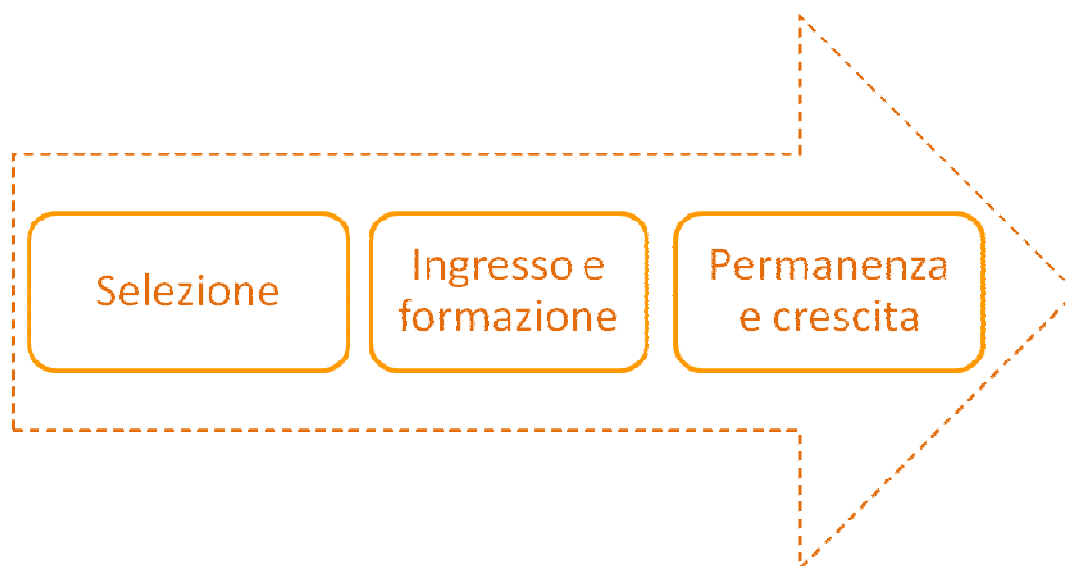 Selezione
Ingresso e
formazione
Permanenza
e crescita